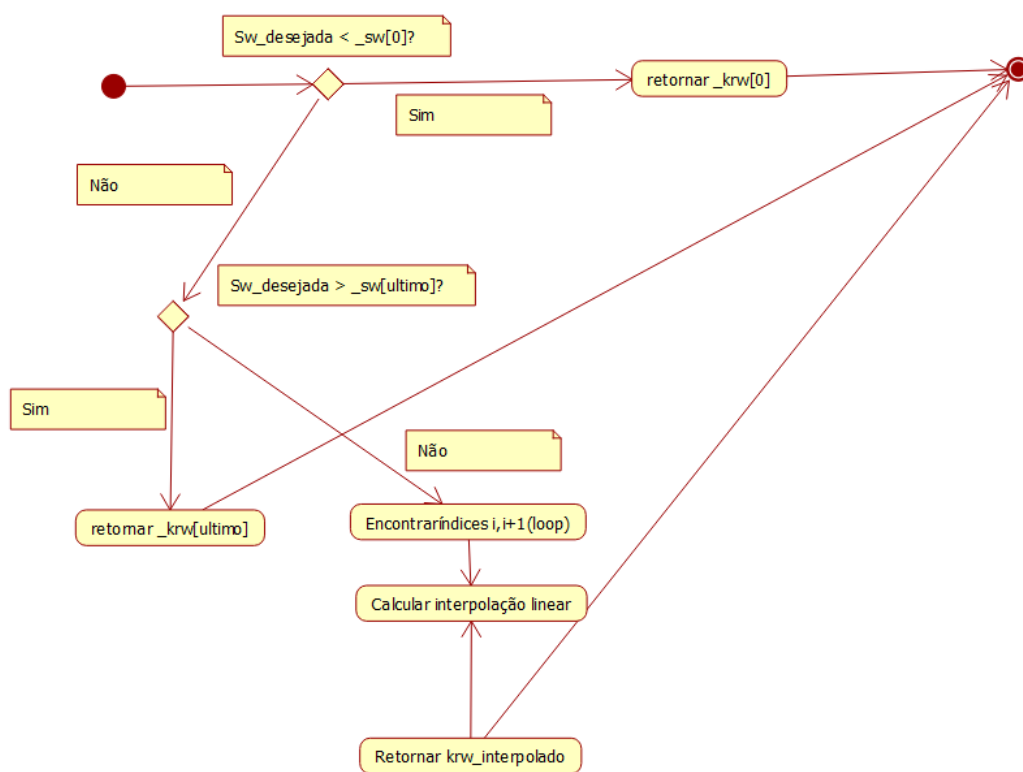 Sw_desejada < _sw[0]?
retornar _krw[0]
Sim
Não
Sw_desejada > _sw[ultimo]?
Sim
Não
retornar _krw[ultimo]
Encontraríndices i,i+1(loop)
Calcular interpolação linear
Retornar krw_interpolado